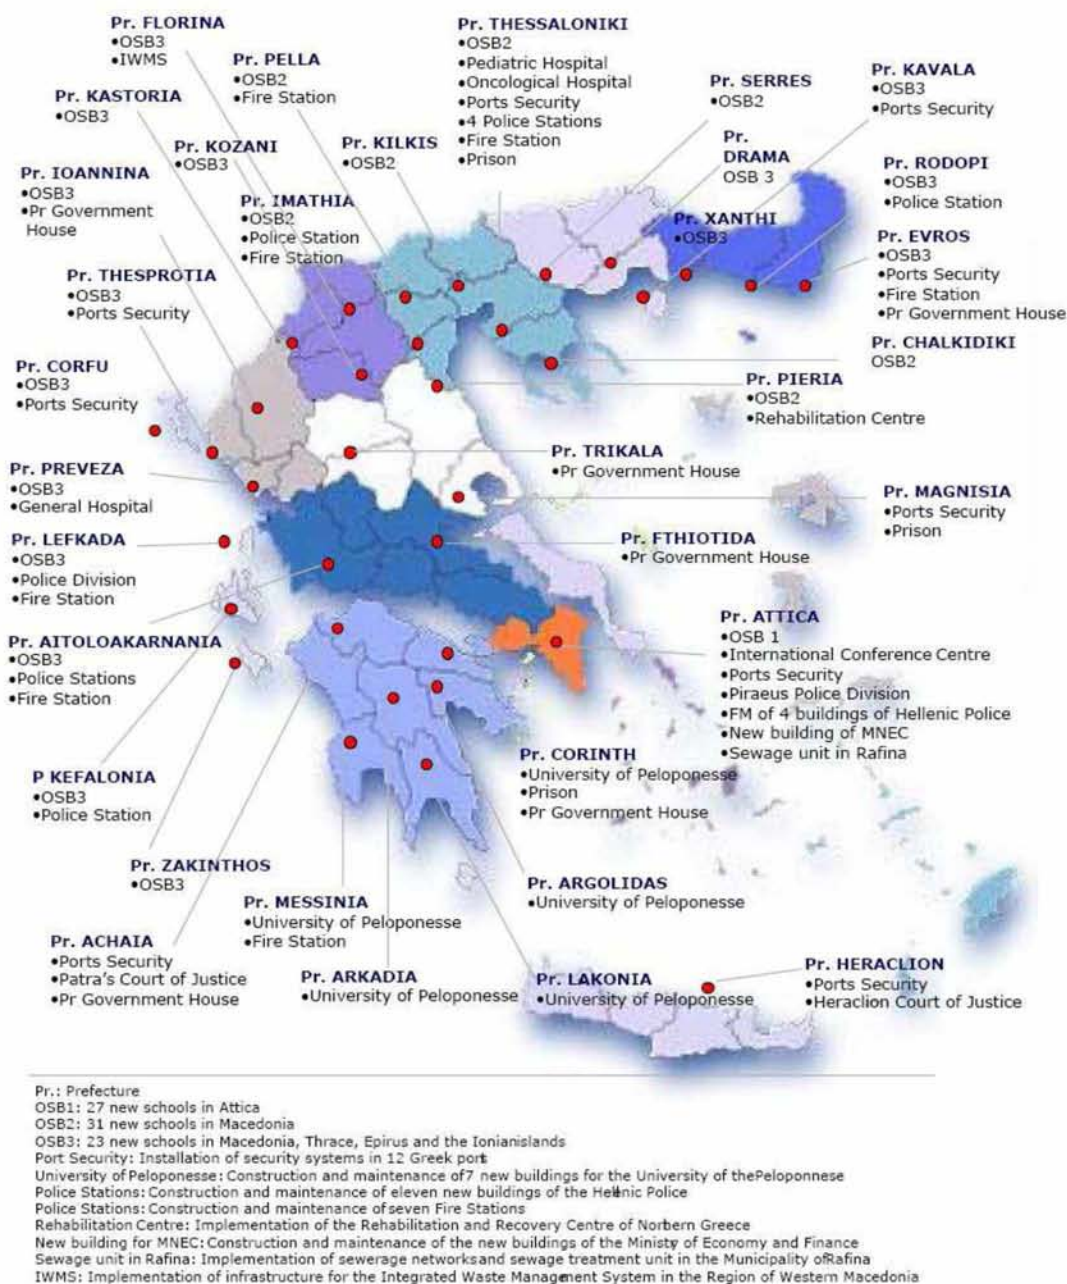 Pr. FLORINA
•OSB3
•IWMS
Pr. PELLA
•OSB2
•Fire Station
Pr. THESSALONIKI
•OSB2
•Pediatric Hospital
•Oncological Hospital
•Ports Security
•4 Police Stations
•Fire Station
•Prison
Pr. SERRES
•OSB2
Pr. KAVALA
•OSB3
•Ports Security
Pr. KASTORIA
•OSB3
Pr. KOZANI
•OSB3
Pr. KILKIS
•OSB2
Pr. DRAMA
OSB 3
Pr. RODOPI
•OSB3
•Police Station
Pr. IOANNINA
•OSB3
•Pr Government
House
Pr. IMATHIA
•OSB2
•Police Station
•Fire Station
Pr. XANTHI
•OSB3
Pr. EVROS
•OSB3
•Ports Security
•Fire Station
•Pr Government House
Pr. THESPROTIA
•OSB3
•Ports Security
Pr. CHALKIDIKI
OSB2
Pr. CORFU
•OSB3
•Ports Security
Pr. PIERIA
•OSB2
•Rehabilitation Centre
Pr. TRIKALA
•Pr Government House
Pr. PREVEZA
•OSB3
•General Hospital
Pr. MAGNISIA
•Ports Security
•Prison
Pr. LEFKADA
•OSB3
•Police Division
•Fire Station
Pr. FTHIOTIDA
•Pr Government House
Pr. AITOLOAKARNANIA
•OSB3
•Police Stations
•Fire Station
Pr. ATTICA
•OSB 1
•International Conference Centre
•Ports Security
•Piraeus Police Division
•FM of 4 buildings of Hellenic Police
•New building of MNEC
•Sewage unit in Rafina
P KEFALONIA
•OSB3
•Police Station
Pr. CORINTH
•University of Peloponesse
•Prison
•Pr Government House
Pr. ZAKINTHOS
•OSB3
Pr. MESSINIA
•University of Peloponesse
•Fire Station
Pr. ARGOLIDAS
•University of Peloponesse
Pr. ACHAIA
•Ports Security
•Patra's Court of Justice
•Pr Government House
Pr. ARKADIA
•University of Peloponesse
Pr. LAKONIA
•University of Peloponesse
Pr. HERACLION
•Ports Security
•Heraclion Court of Justice
Pr.: Prefecture
OSB1: 27 new schools in Attica
OSB2: 31 new schools in Macedonia
OSB3: 23 new schools in Macedonia, Thrace, Epirus and the Ionianislands
Port Security: Installation of security systems in 12 Greek ports
University of Peloponesse: Construction and maintenance of 7 new buildings for the University of the Peloponnese
Police Stations: Construction and maintenance of eleven new buildings of the Hellenic Police
Police Stations: Construction and maintenance of seven Fire Stations
Rehabilitation Centre: Implementation of the Rehabilitation and Recovery Centre of Northern Greece
New building for MNEC: Construction and maintenance of the new buildings of the Ministry of Economy and Finance
Sewage unit in Rafina: Implementation of sewerage networks and sewage treatment unit in the Municipality of Rafina
IWMS: Implementation of infrastructure for the Integrated Waste Management System in the Region of Western Macedonia